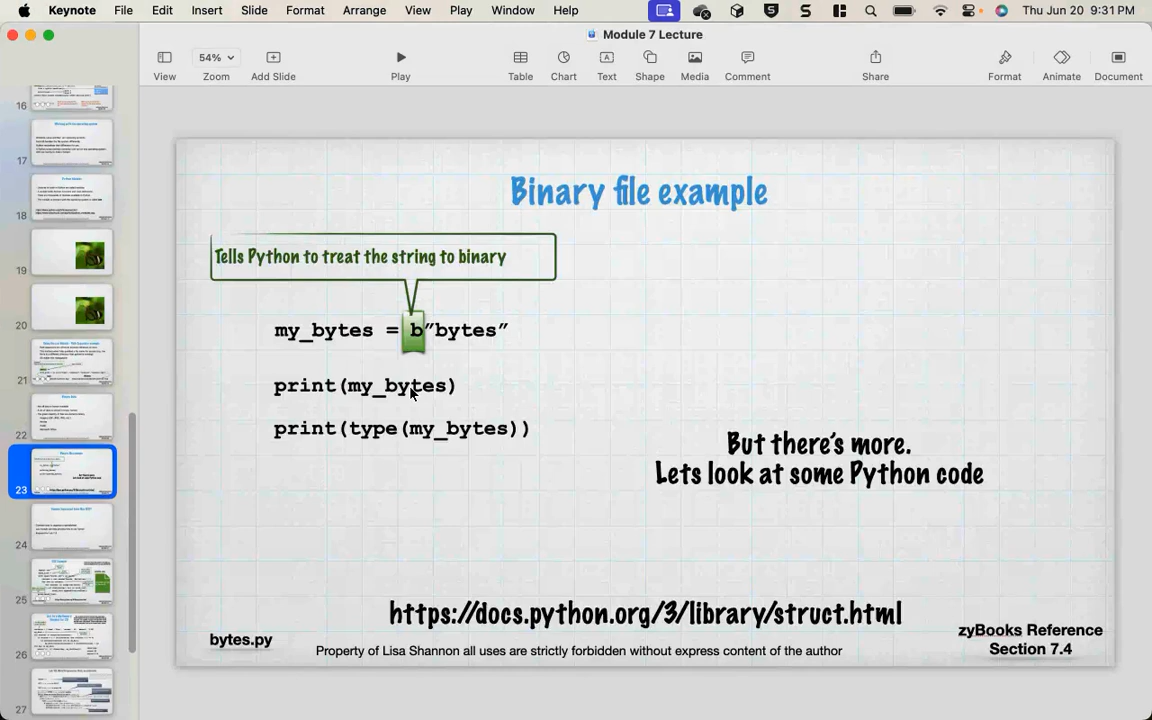 Keynote File Edit Insert Slide Format Arrange View Play Window Help Thu Jun 20 9:31 PM
Module 7 Lecture
54%
View Zoom Add Slide Play Table Chart Text Shape Media Comment Share Format Animate Document
16
17
18
19
20
21
22
23
24
25
26
27
Binary file example
Tells Python to treat the string to binary
my_bytes = b”bytes”
print(my_bytes)
print(type(my_bytes))
But there’s more.
Lets look at some Python code
https://docs.python.org/3/library/struct.html
bytes.py
zyBooks Reference
Section 7.4
Property of Lisa Shannon all uses are strictly forbidden without express content of the author